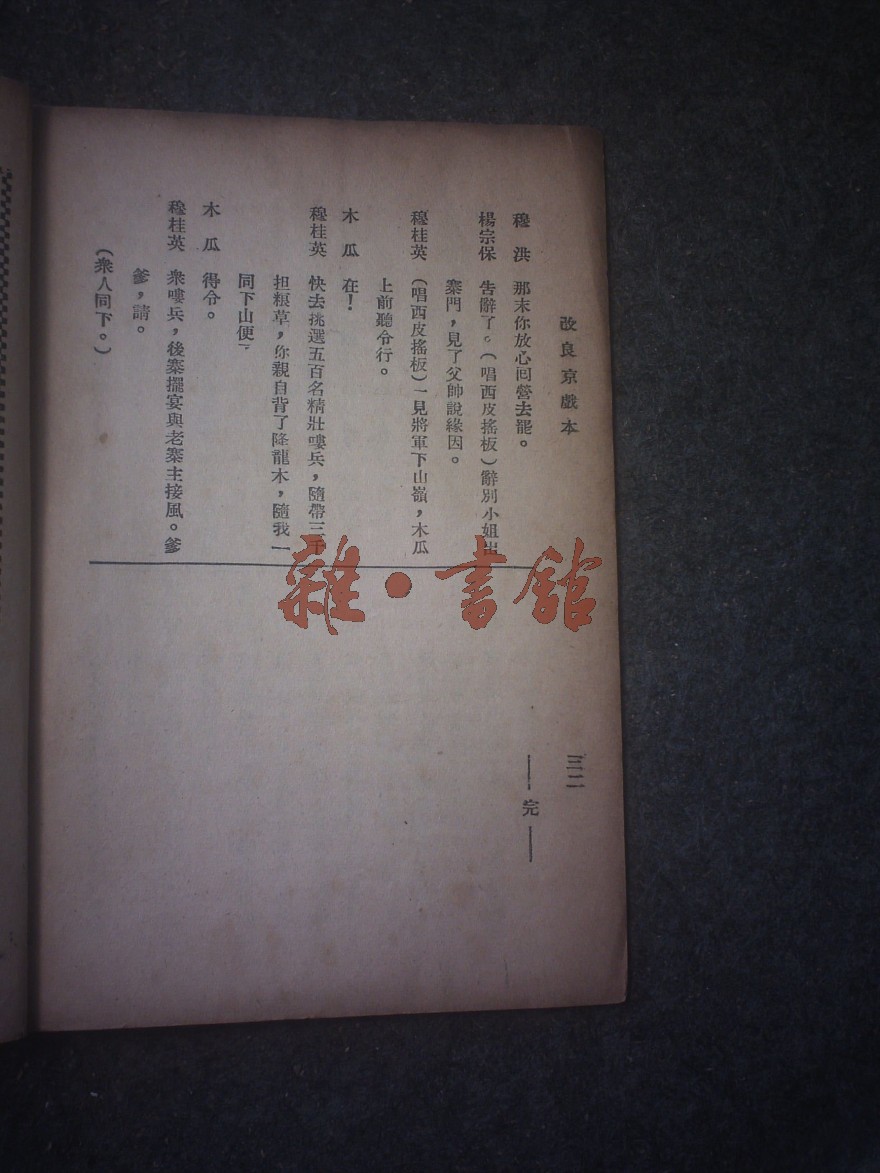 改良京戲本
三二
穆 洪 那末你放心囘營去罷。
楊宗保 告辭了。(唱西皮搖板)辭別小姐出
寨門,見了父帥說緣因。
穆桂英 (唱西皮搖板)一見將軍下山嶺,木瓜
上前聽令行。
木 瓜 在!
穆桂英 快去挑選五百名精壯嘍兵,隨帶三千
担粮草,你親自背了降龍木,隨我一
同下山便了
木 瓜 得令。
穆桂英 衆嘍兵,後寨擺宴與老寨主接風。爹
爹,請。
(衆人同下。)
——完——
雜·書館